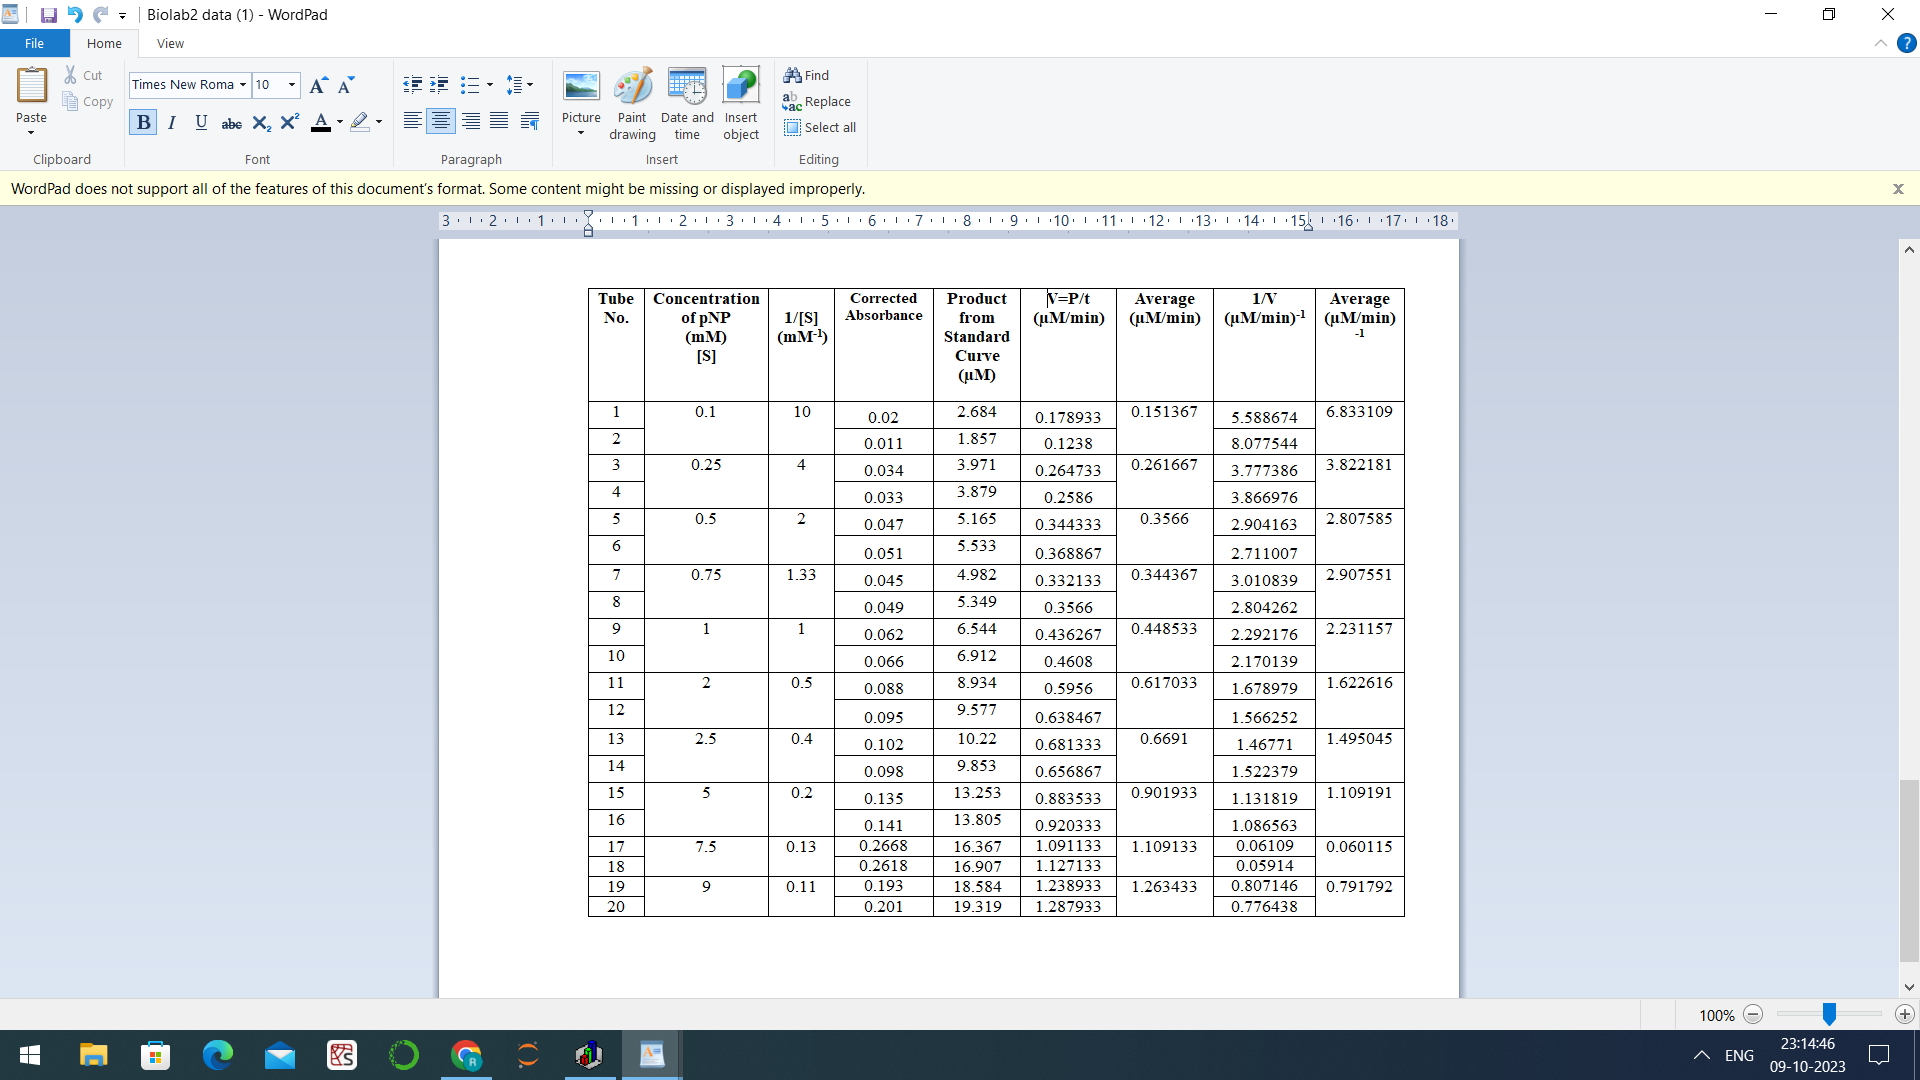 Biolab2 data (1) - WordPad
File Home View
Paste
Cut
Copy
Clipboard
Times New Roma 10
B I U abc X₂ X² A
Font
Paragraph
Picture
Paint drawing
Date and time
Insert object
Insert
Find
Replace
Select all
Editing
WordPad does not support all of the features of this document's format. Some content might be missing or displayed improperly. x
3 2 1 1 2 3 4 5 6 7 8 9 10 11 12 13 14 15 16 17 18
Tube No. Concentration of pNP (mM) [S] 1/[S] (mM-1) Corrected Absorbance Product from Standard Curve (µM) V=P/t (µM/min) Average (µM/min) 1/V (µM/min)-1 Average (µM/min) -1
1 0.1 10 0.02 2.684 0.178933 0.151367 5.588674 6.833109
2 0.011 1.857 0.1238 8.077544
3 0.25 4 0.034 3.971 0.264733 0.261667 3.777386 3.822181
4 0.033 3.879 0.2586 3.866976
5 0.5 2 0.047 5.165 0.344333 0.3566 2.904163 2.807585
6 0.051 5.533 0.368867 2.711007
7 0.75 1.33 0.045 4.982 0.332133 0.344367 3.010839 2.907551
8 0.049 5.349 0.3566 2.804262
9 1 1 0.062 6.544 0.436267 0.448533 2.292176 2.231157
10 0.066 6.912 0.4608 2.170139
11 2 0.5 0.088 8.934 0.5956 0.617033 1.678979 1.622616
12 0.095 9.577 0.638467 1.566252
13 2.5 0.4 0.102 10.22 0.681333 0.6691 1.46771 1.495045
14 0.098 9.853 0.656867 1.522379
15 5 0.2 0.135 13.253 0.883533 0.901933 1.131819 1.109191
16 0.141 13.805 0.920333 1.086563
17 7.5 0.13 0.2668 16.367 1.091133 1.109133 0.06109 0.060115
18 0.2618 16.907 1.127133 0.05914
19 9 0.11 0.193 18.584 1.238933 1.263433 0.807146 0.791792
20 0.201 19.319 1.287933 0.776438
100%
ENG
23:14:46
09-10-2023